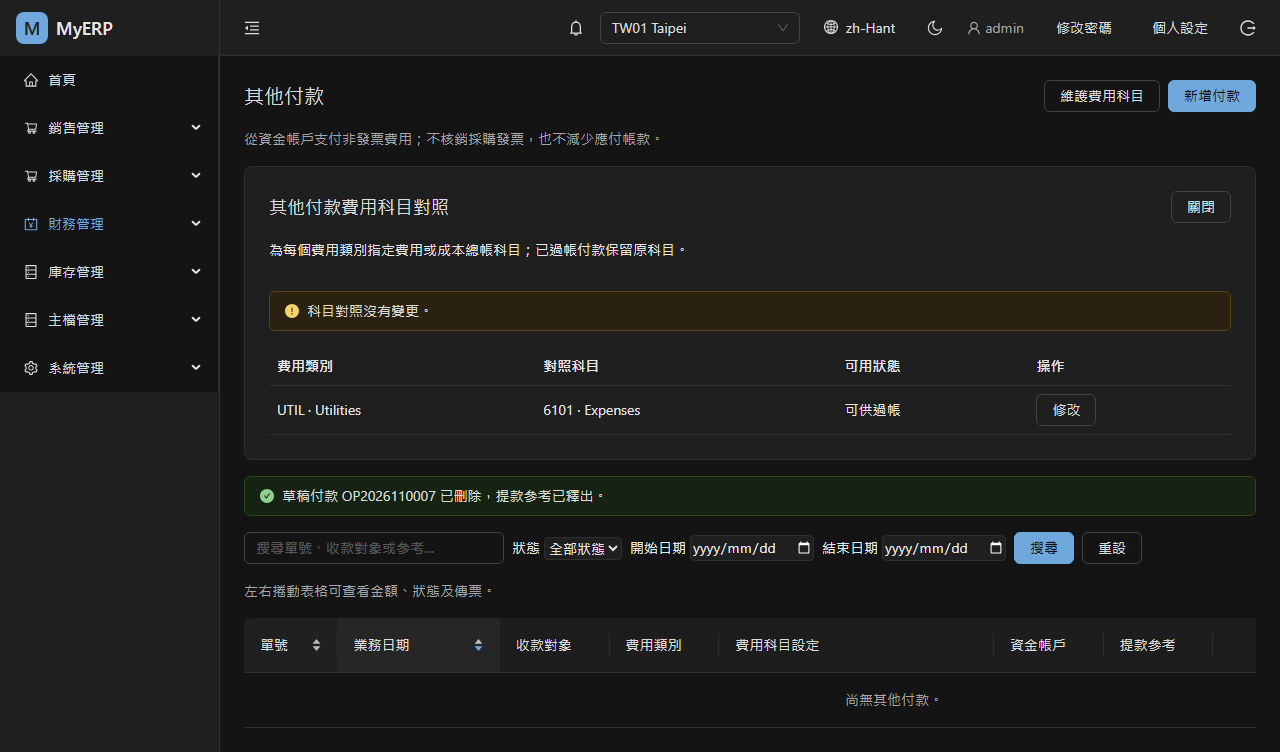 M MyERP
TW01 Taipei
zh-Hant
admin
修改密碼
個人設定
首頁
銷售管理
採購管理
財務管理
庫存管理
主檔管理
系統管理
其他付款
維護費用科目
新增付款
從資金帳戶支付非發票費用；不核銷採購發票，也不減少應付帳款。
其他付款費用科目對照
關閉
為每個費用類別指定費用或成本總帳科目；已過帳付款保留原科目。
科目對照沒有變更。
費用類別 對照科目 可用狀態 操作
UTIL · Utilities 6101 · Expenses 可供過帳 修改
草稿付款 OP2026110007 已刪除，提款參考已釋出。
搜尋單號、收款對象或參考... 狀態 全部狀態 開始日期 yyyy/mm/dd 結束日期 yyyy/mm/dd 搜尋 重設
左右捲動表格可查看金額、狀態及傳票。
單號 業務日期 收款對象 費用類別 費用科目設定 資金帳戶 提款參考
尚無其他付款。